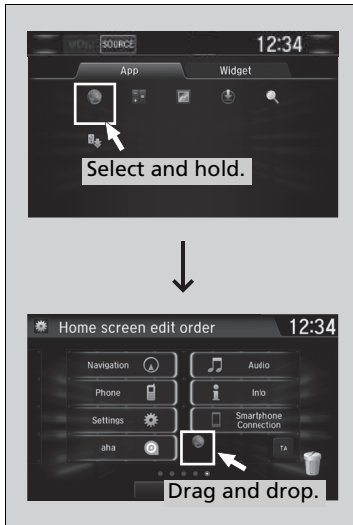 SOURCE 12:34
App Widget
Select and hold.
Home screen edit order 12:34
Navigation Audio
Phone Info
Settings Smartphone
Connection
aha TA
Drag and drop.